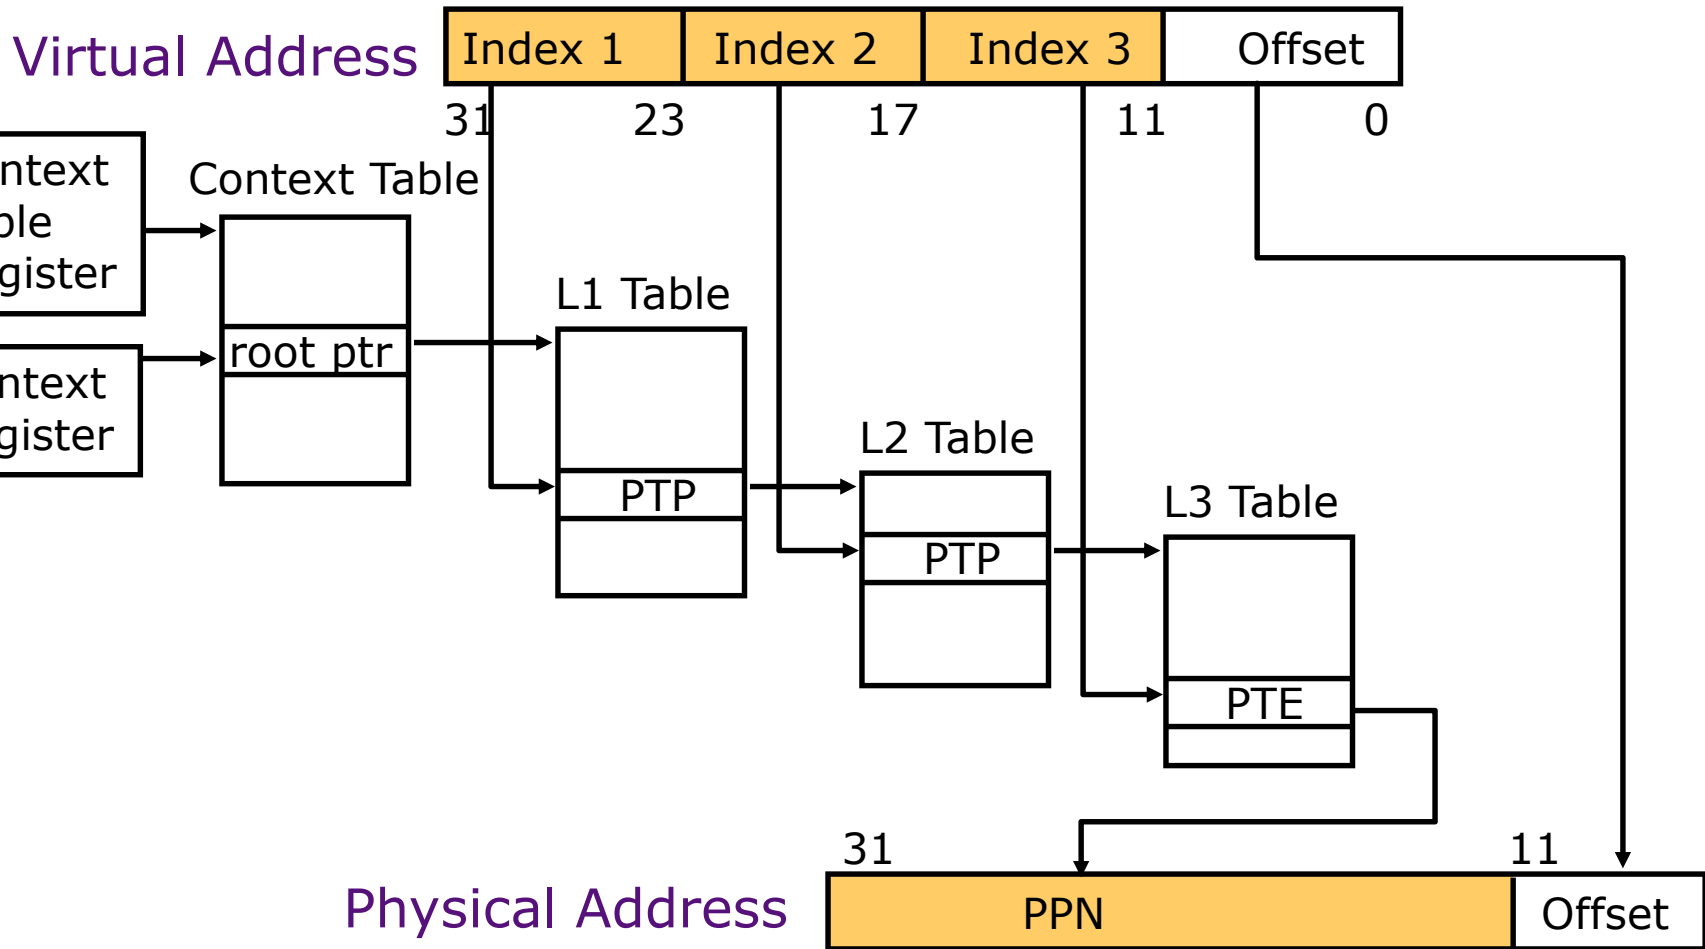 Virtual Address
Index 1 Index 2 Index 3 Offset
31 23 17 11 0
ntext
ble
gister
Context Table
root ptr
ntext
gister
L1 Table
PTP
L2 Table
PTP
L3 Table
PTE
31 11
Physical Address
PPN Offset